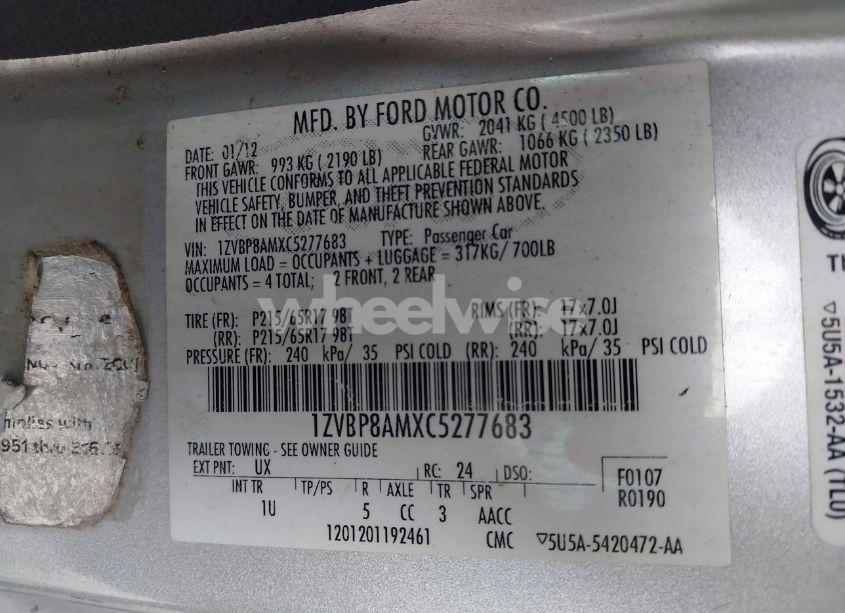 MFD. BY FORD MOTOR CO.
DATE: 01/12 GVWR: 2041 KG ( 4500 LB)
FRONT GAWR: 993 KG ( 2190 LB) REAR GAWR: 1066 KG ( 2350 LB)
THIS VEHICLE CONFORMS TO ALL APPLICABLE FEDERAL MOTOR
VEHICLE SAFETY, BUMPER, AND THEFT PREVENTION STANDARDS
IN EFFECT ON THE DATE OF MANUFACTURE SHOWN ABOVE.
VIN: 1ZVBP8AMXC5277683 TYPE: Passenger Car
MAXIMUM LOAD = OCCUPANTS + LUGGAGE = 317KG/ 700LB
OCCUPANTS = 4 TOTAL; 2 FRONT, 2 REAR
wheelwise
TIRE (FR): P215/65R17 98T RIMS (FR): 17x7.0J
(RR): P215/65R17 98T (RR): 17x7.0J
PRESSURE (FR): 240 kPa/ 35 PSI COLD (RR): 240 kPa/ 35 PSI COLD
1ZVBP8AMXC5277683
TRAILER TOWING - SEE OWNER GUIDE
EXT PNT: UX RC: 24 DSO: F0107
R0190
INT TR TP/PS R AXLE TR SPR
1U 5 CC 3 AACC
1201201192461 CMC ▽5U5A-5420472-AA
mplies with
951 thru
▽5U5A-1532-AA (TLU)